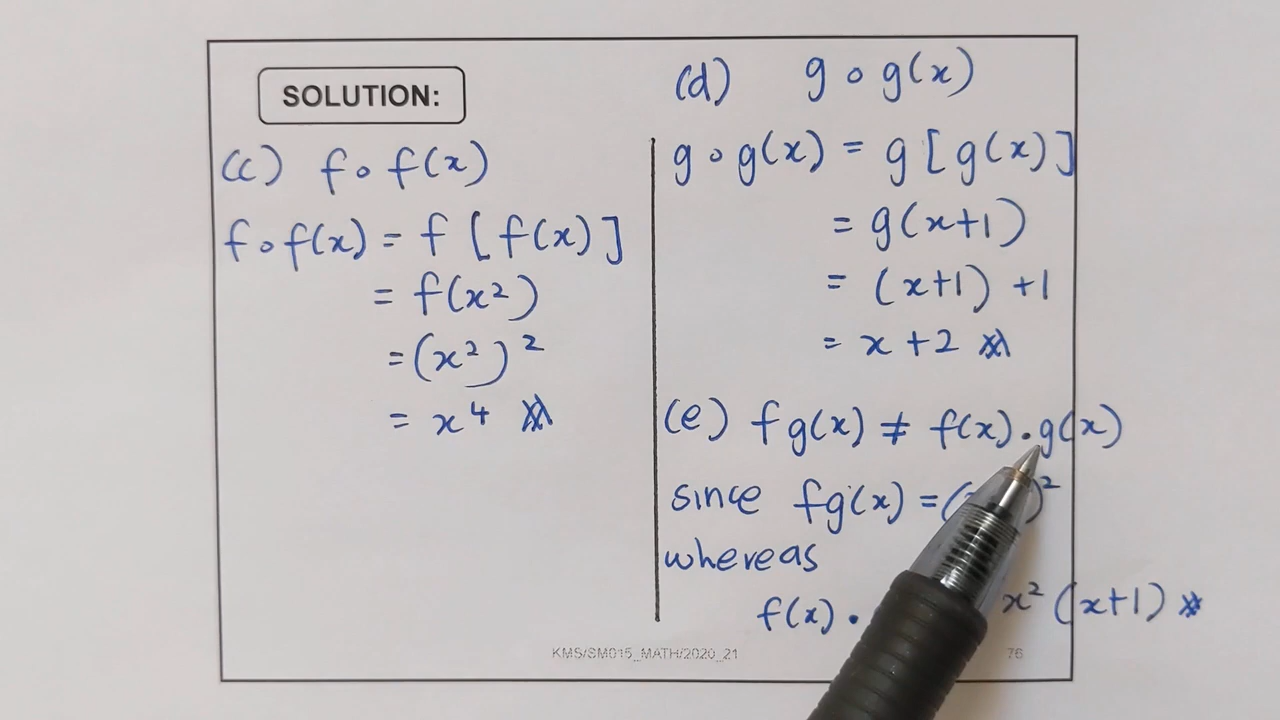 SOLUTION:
(c) f∘f(x)
f∘f(x) = f[f(x)]
= f(x²)
= (x²)²
= x⁴
(d) g∘g(x)
g∘g(x) = g[g(x)]
= g(x+1)
= (x+1) +1
= x+2
(e) fg(x) ≠ f(x)·g(x)
since fg(x) = ( )²
whereas
f(x)· x²(x+1)
KMS/SM015_MATH/2020_21
76